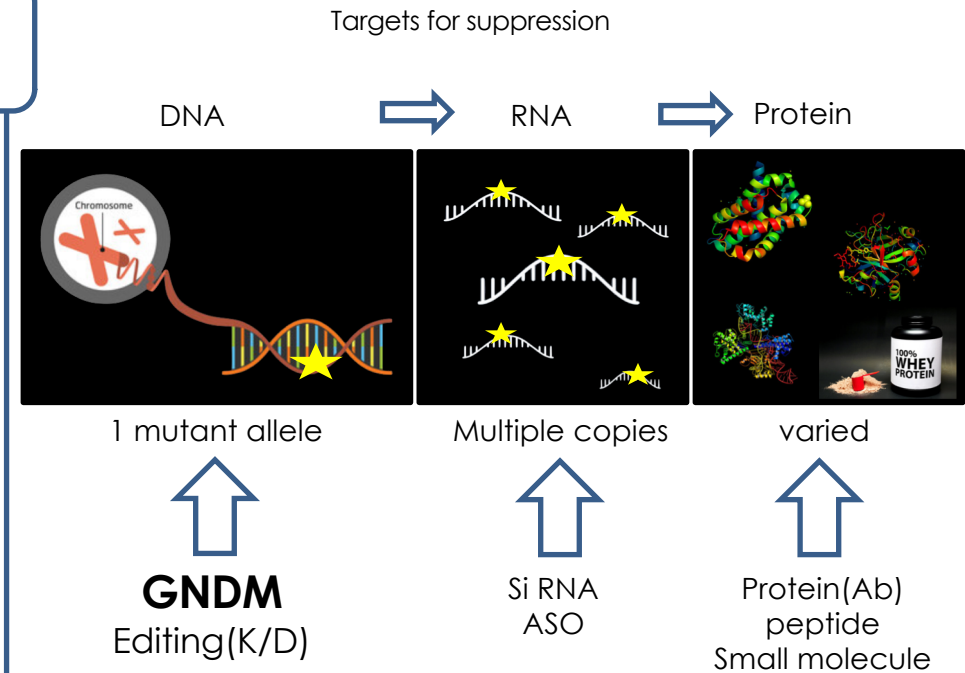 Targets for suppression
DNA
RNA
Protein
Chromosome
100%
WHEY
PROTEIN
1 mutant allele
Multiple copies
varied
GNDM
Editing(K/D)
Si RNA
ASO
Protein(Ab)
peptide
Small molecule